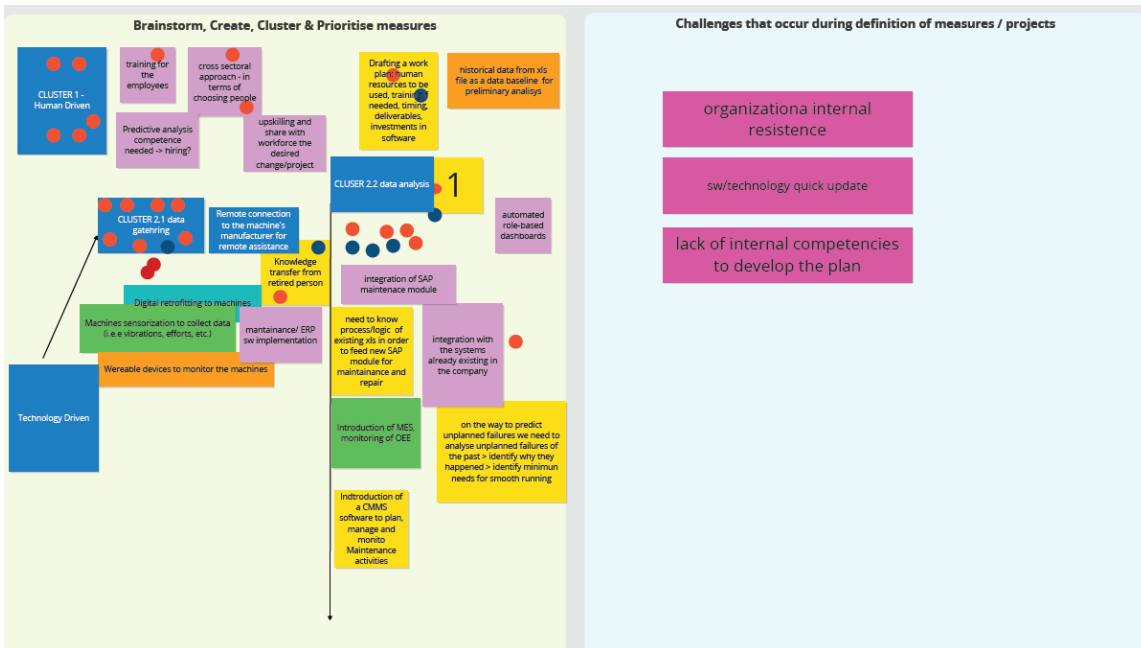 Brainstorm, Create, Cluster & Prioritise measures
CLUSTER 1 -
Human Driven
training for
the
employees
cross sectoral
approach - in
terms of
choosing people
Predictive analysis
competence
needed -> hiring?
upskilling and
share with
workforce the
desired
change/project
Drafting a work
plan: human
resources to be
used, training
needed, timing,
deliverables,
investments in
software
historical data from xls
file as a data baseline for
preliminary analisys
CLUSER 2.2 data analysis
1
CLUSTER 2.1 data
gatehring
Remote connection
to the machine's
manufacturer for
remote assistance
automated
role-based
dashboards
Knowledge
transfer from
retired person
integration of SAP
maintenace module
Digital retrofitting to machines
Machines sensorization to collect data
(i.e.e vibrations, efforts, etc.)
mantainance/ ERP
sw implementation
Wereable devices to monitor the machines
need to know
process/logic of
existing xls in order
to feed new SAP
module for
maintainance and
repair
integration with
the systems
already existing in
the company
Technology Driven
Introduction of MES,
monitoring of OEE
on the way to predict
unplanned failures we need to
analyse unplanned failures of
the past > identify why they
happened > identify minimun
needs for smooth running
Indtroduction of
a CMMS
software to plan,
manage and
monito
Maintenance
activities
Challenges that occur during definition of measures / projects
organizationa internal
resistence
sw/technology quick update
lack of internal competencies
to develop the plan